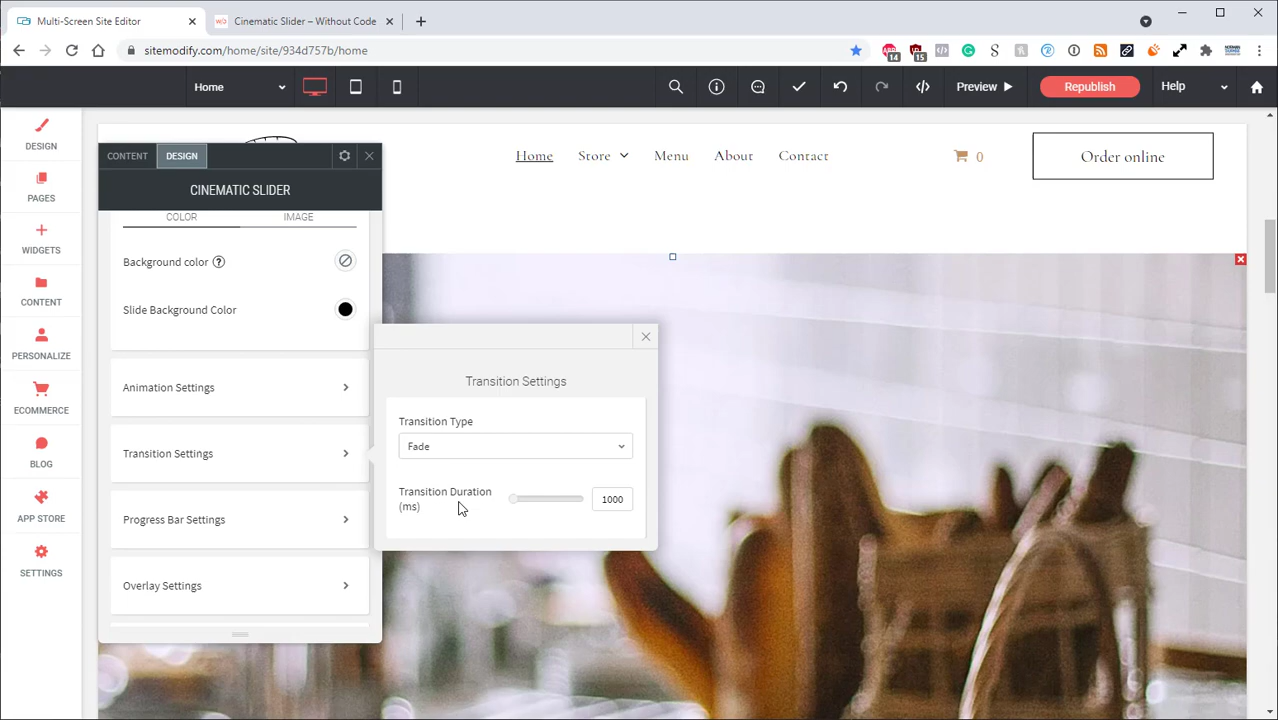 Multi-Screen Site Editor
Cinematic Slider – Without Code
sitemodify.com/home/site/934d757b/home
14
15
Home
Preview
Republish
Help
DESIGN
PAGES
WIDGETS
CONTENT
PERSONALIZE
ECOMMERCE
BLOG
APP STORE
SETTINGS
CONTENT
DESIGN
CINEMATIC SLIDER
COLOR
IMAGE
Background color ?
Slide Background Color
Animation Settings
Transition Settings
Progress Bar Settings
Overlay Settings
Transition Settings
Transition Type
Fade
Transition Duration
(ms)
1000
Home
Store
Menu
About
Contact
0
Order online